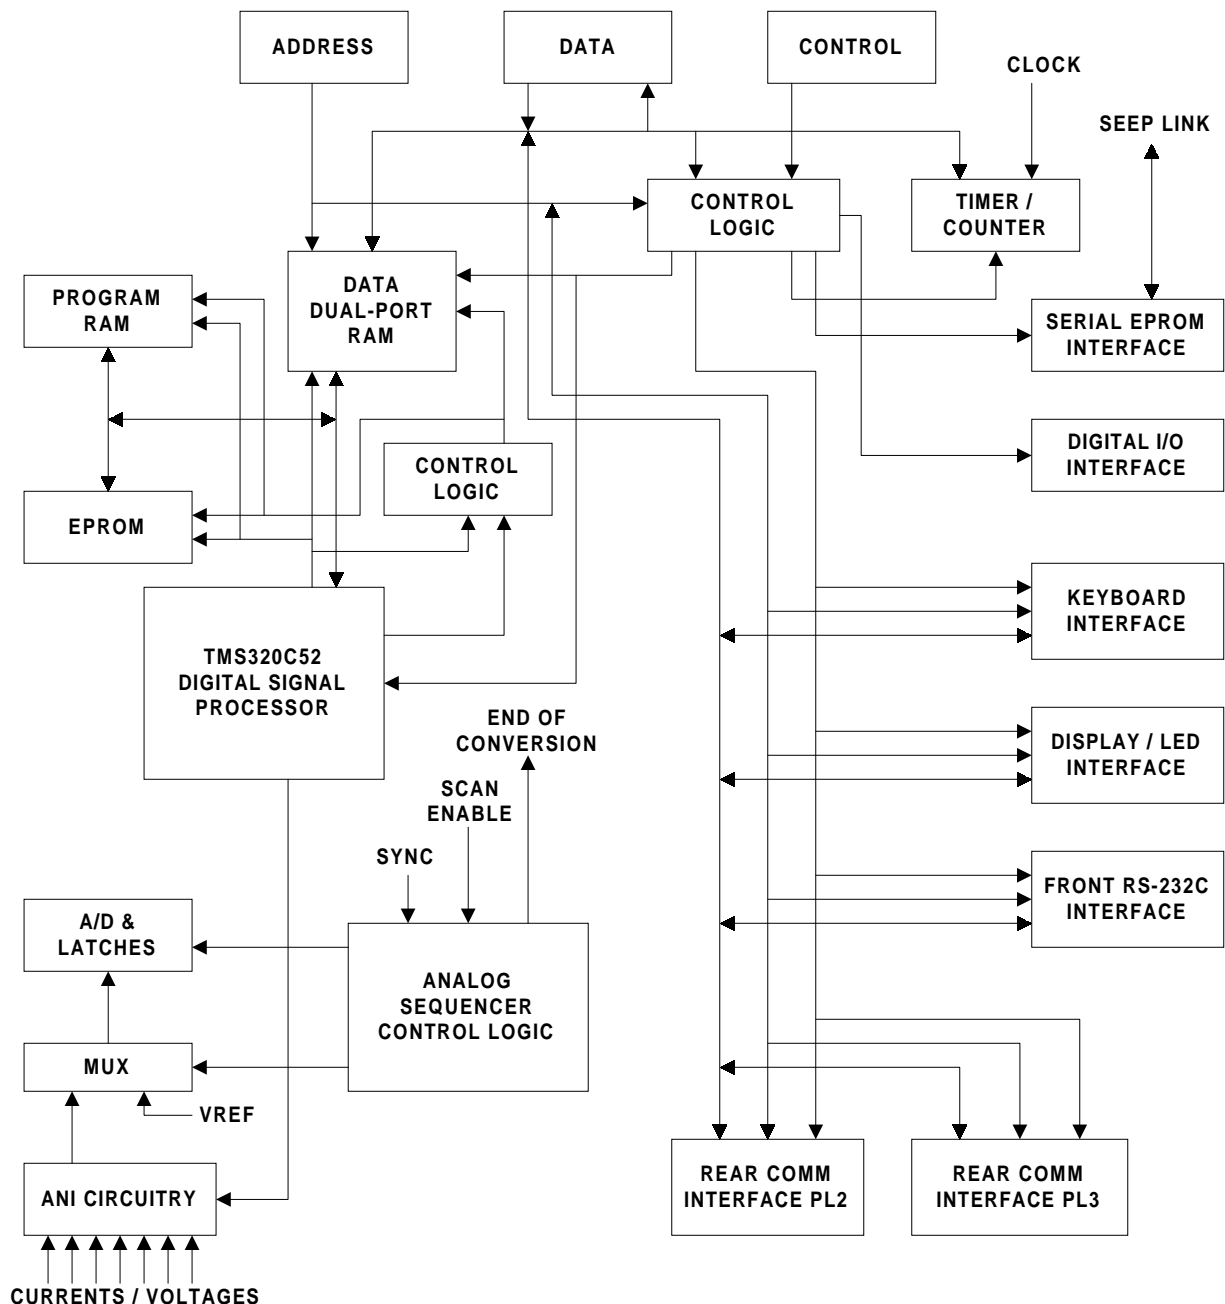 ADDRESS
DATA
CONTROL
CLOCK
SEEP LINK
CONTROL
LOGIC
TIMER /
COUNTER
PROGRAM
RAM
DATA
DUAL-PORT
RAM
SERIAL EPROM
INTERFACE
DIGITAL I/O
INTERFACE
CONTROL
LOGIC
EPROM
KEYBOARD
INTERFACE
TMS320C52
DIGITAL SIGNAL
PROCESSOR
END OF
CONVERSION
DISPLAY / LED
INTERFACE
SCAN
ENABLE
SYNC
FRONT RS-232C
INTERFACE
A/D &
LATCHES
ANALOG
SEQUENCER
CONTROL LOGIC
MUX
VREF
REAR COMM
INTERFACE PL2
REAR COMM
INTERFACE PL3
ANI CIRCUITRY
CURRENTS / VOLTAGES